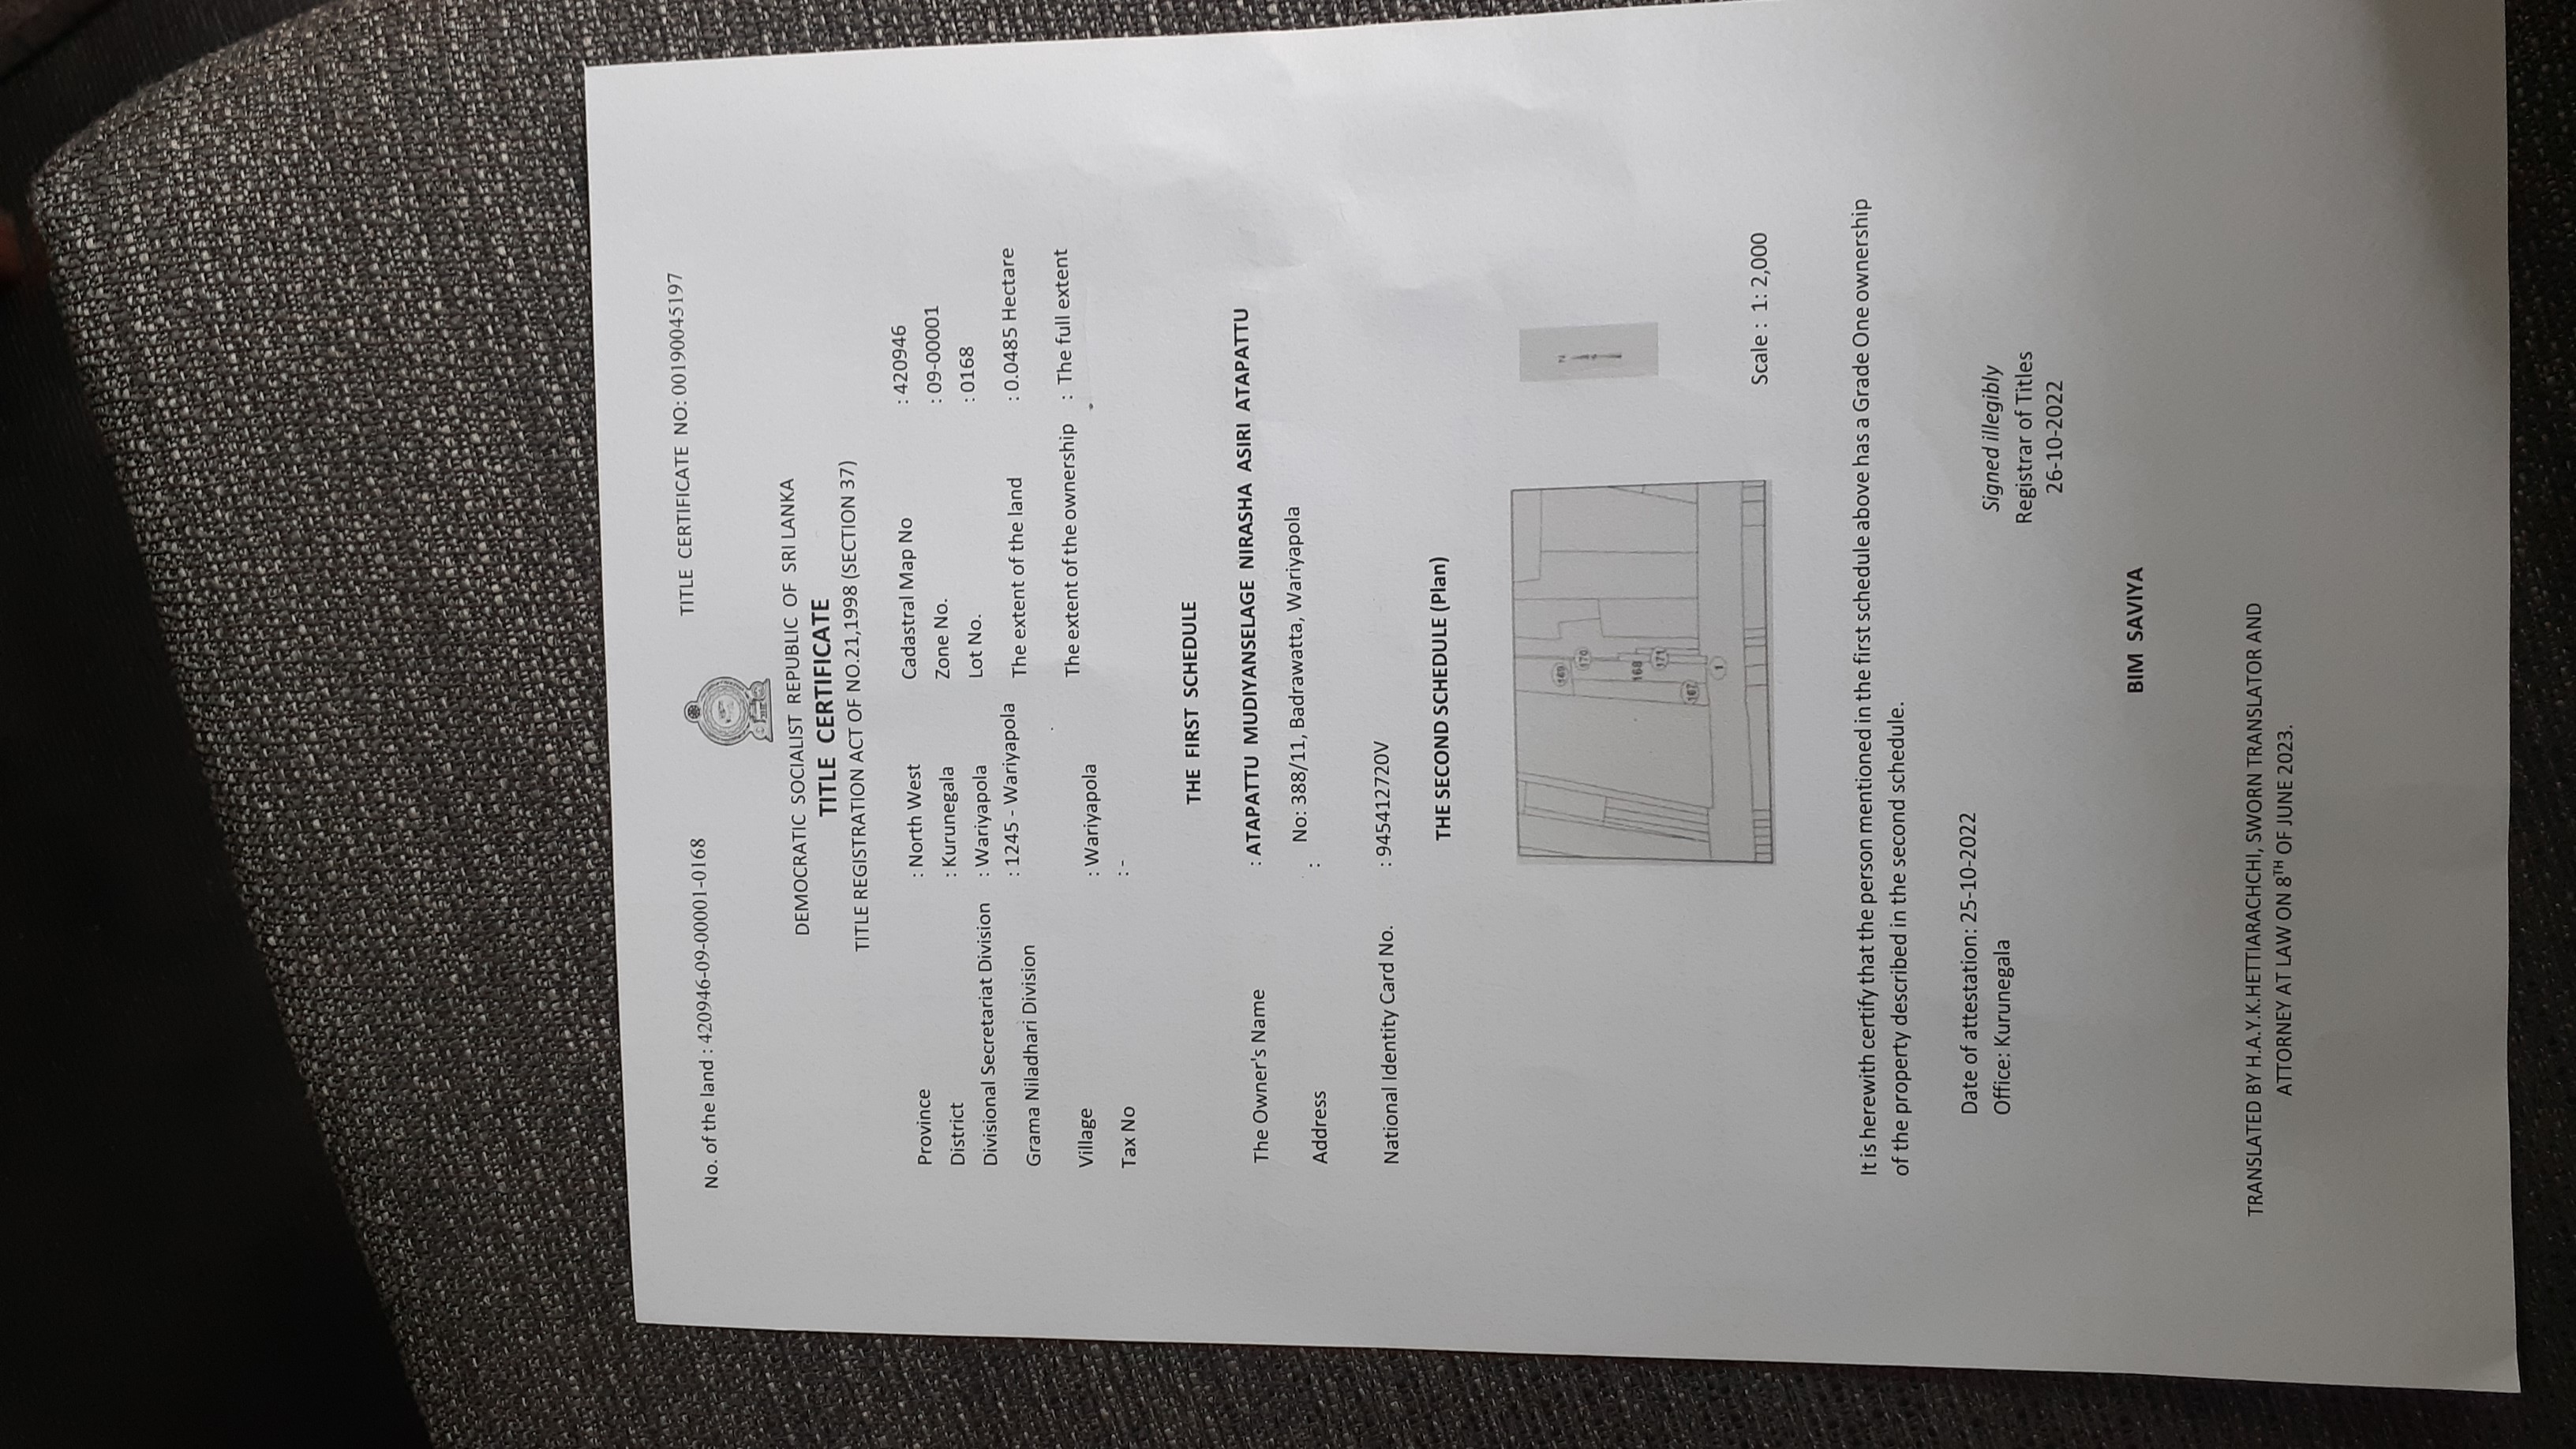 No. of the land : 420946-09-00001-0168 TITLE CERTIFICATE NO: 00190045197
DEMOCRATIC SOCIALIST REPUBLIC OF SRI LANKA
TITLE CERTIFICATE
TITLE REGISTRATION ACT OF NO.21,1998 (SECTION 37)
Province : North West Cadastral Map No : 420946
District : Kurunegala Zone No. : 09-00001
Divisional Secretariat Division : Wariyapola Lot No. : 0168
Grama Niladhari Division : 1245 - Wariyapola The extent of the land : 0.0485 Hectare
Village : Wariyapola The extent of the ownership : The full extent
Tax No : -
THE FIRST SCHEDULE
The Owner's Name : ATAPATTU MUDIYANSELAGE NIRASHA ASIRI ATAPATTU
Address : No: 388/11, Badrawatta, Wariyapola
National Identity Card No. : 945412772​0V
THE SECOND SCHEDULE (Plan)
169
170
168
171
167
1
N
Scale : 1: 2,000
It is herewith certify that the person mentioned in the first schedule above has a Grade One ownership
of the property described in the second schedule.
Date of attestation: 25-10-2022
Office: Kurunegala
Signed illegibly
Registrar of Titles
26-10-2022
BIM SAVIYA
TRANSLATED BY H.A.Y.K.HETTIARACHCHI, SWORN TRANSLATOR AND
ATTORNEY AT LAW ON 8TH OF JUNE 2023.